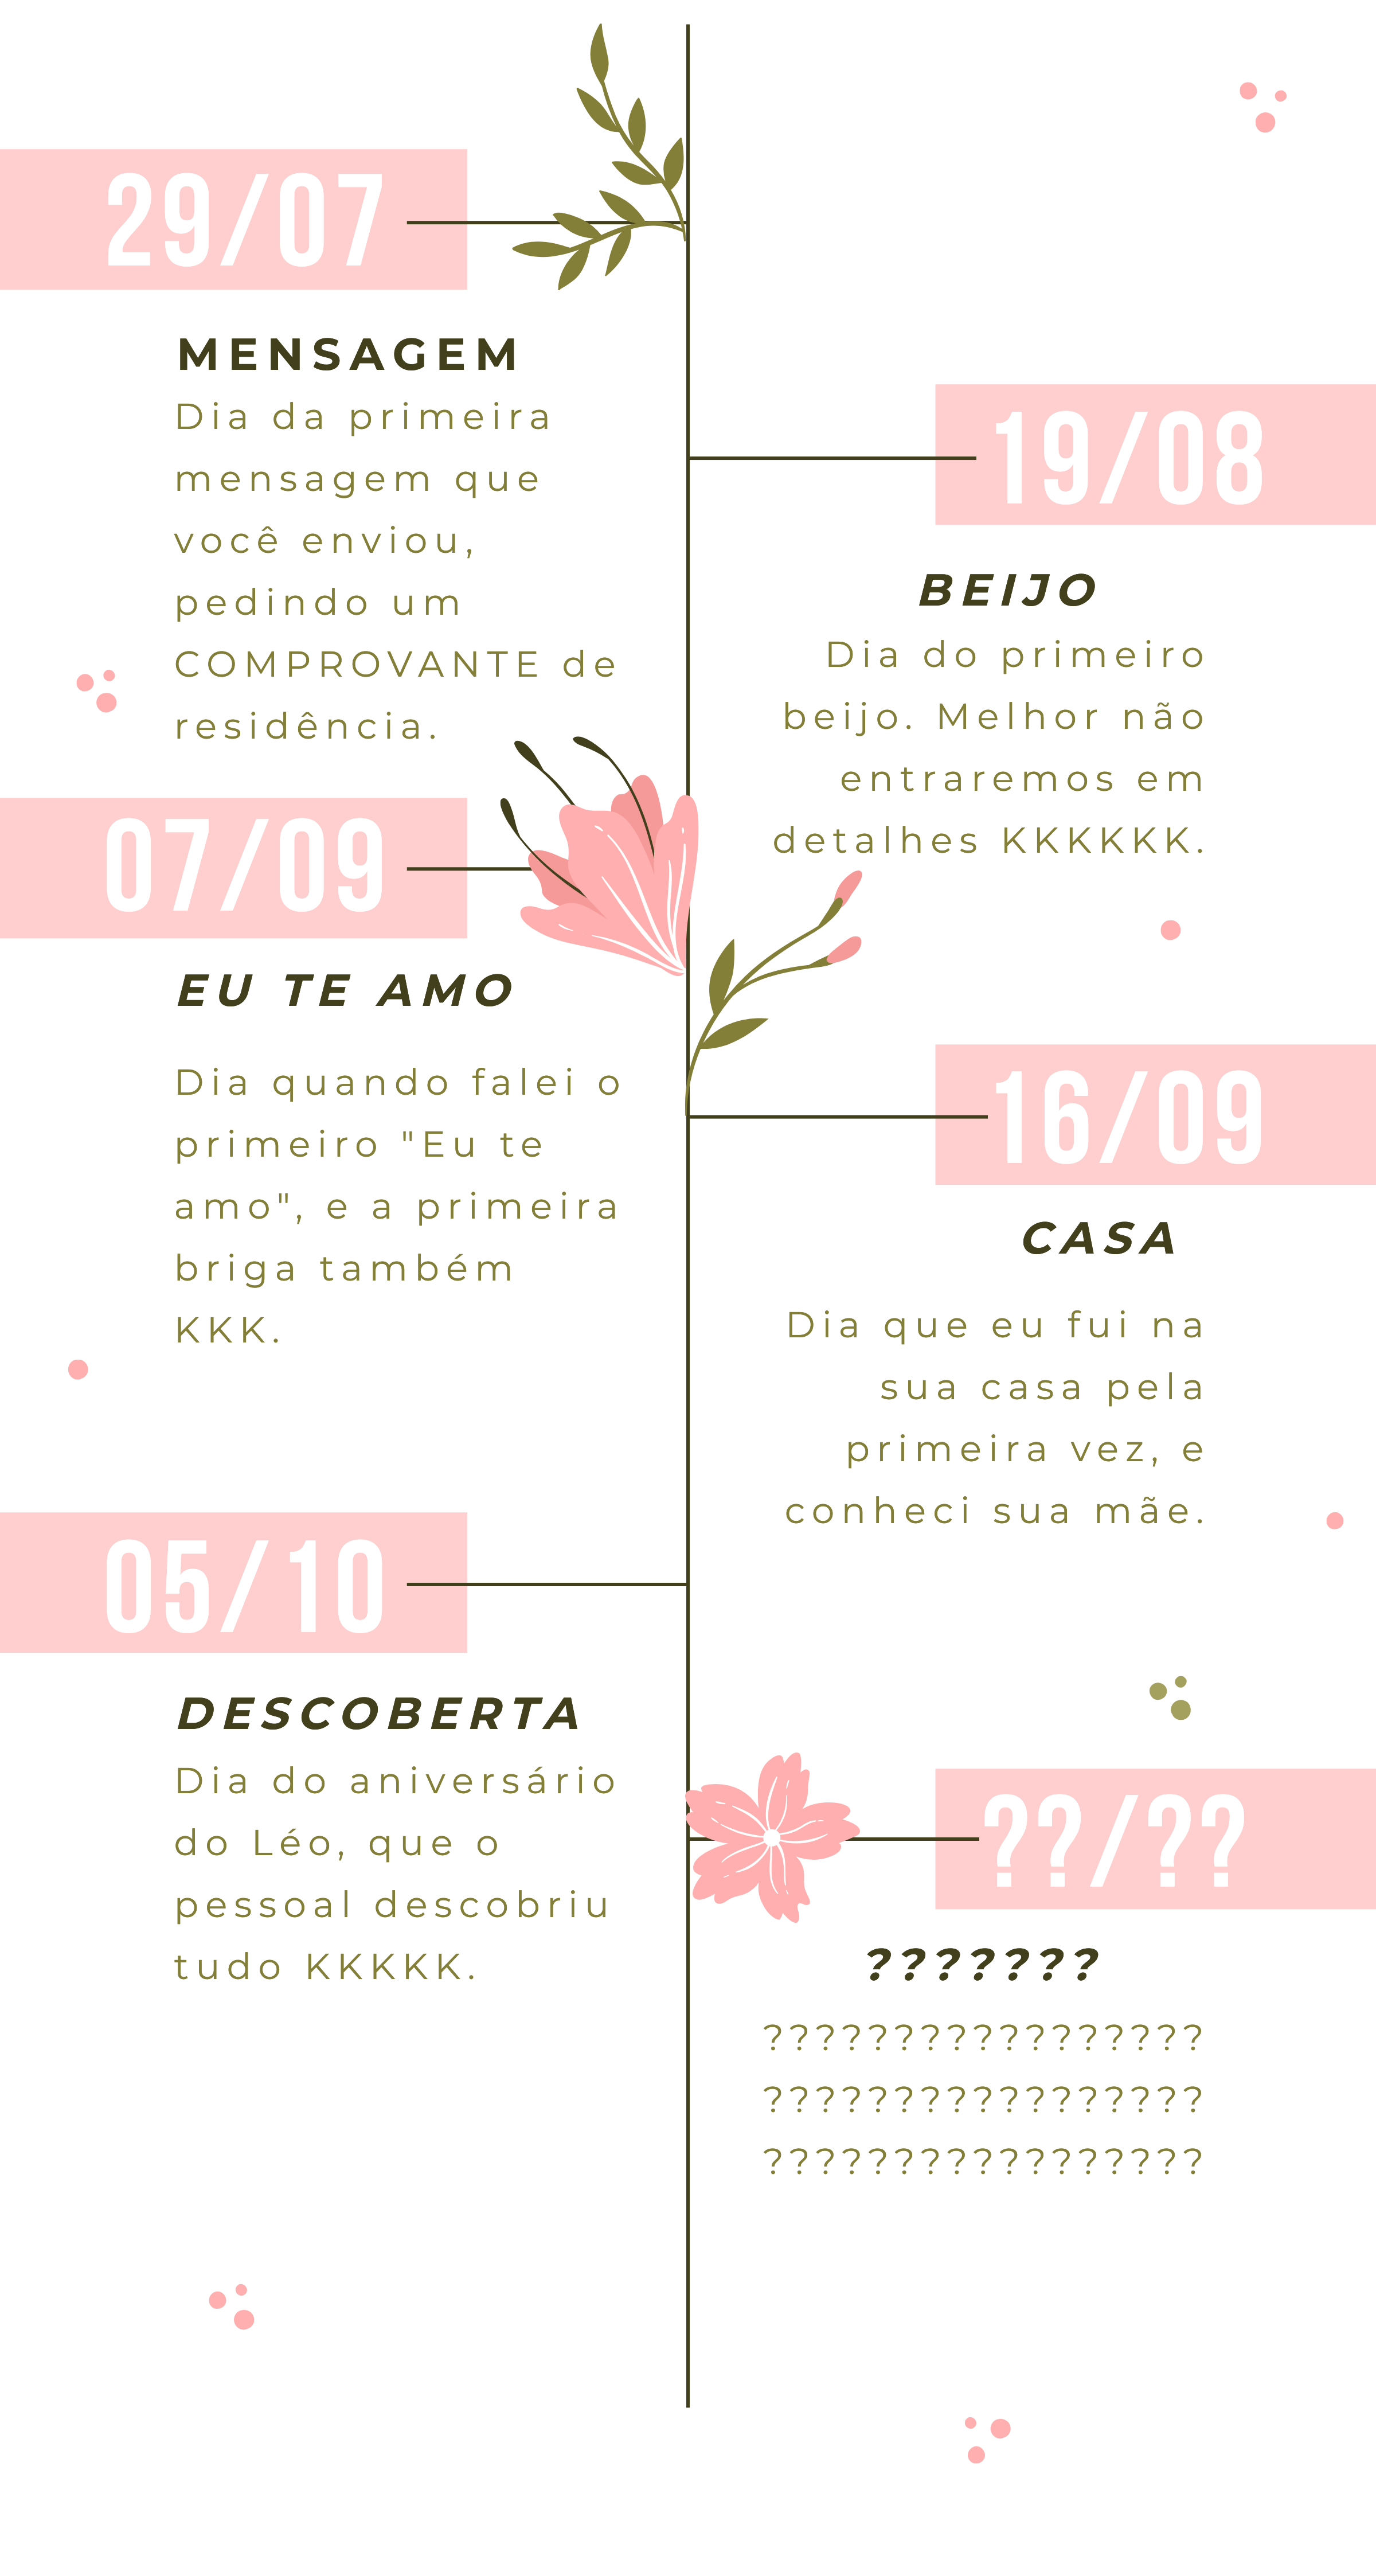 29/07
MENSAGEM
Dia da primeira
mensagem que
você enviou,
pedindo um
COMPROVANTE de
residência.
19/08
BEIJO
Dia do primeiro
beijo. Melhor não
entraremos em
detalhes KKKKKK.
07/09
EU TE AMO
Dia quando falei o
primeiro "Eu te
amo", e a primeira
briga também
KKK.
16/09
CASA
Dia que eu fui na
sua casa pela
primeira vez, e
conheci sua mãe.
05/10
DESCOBERTA
Dia do aniversário
do Léo, que o
pessoal descobriu
tudo KKKKK.
??/??
???????
?????????????????
?????????????????
?????????????????